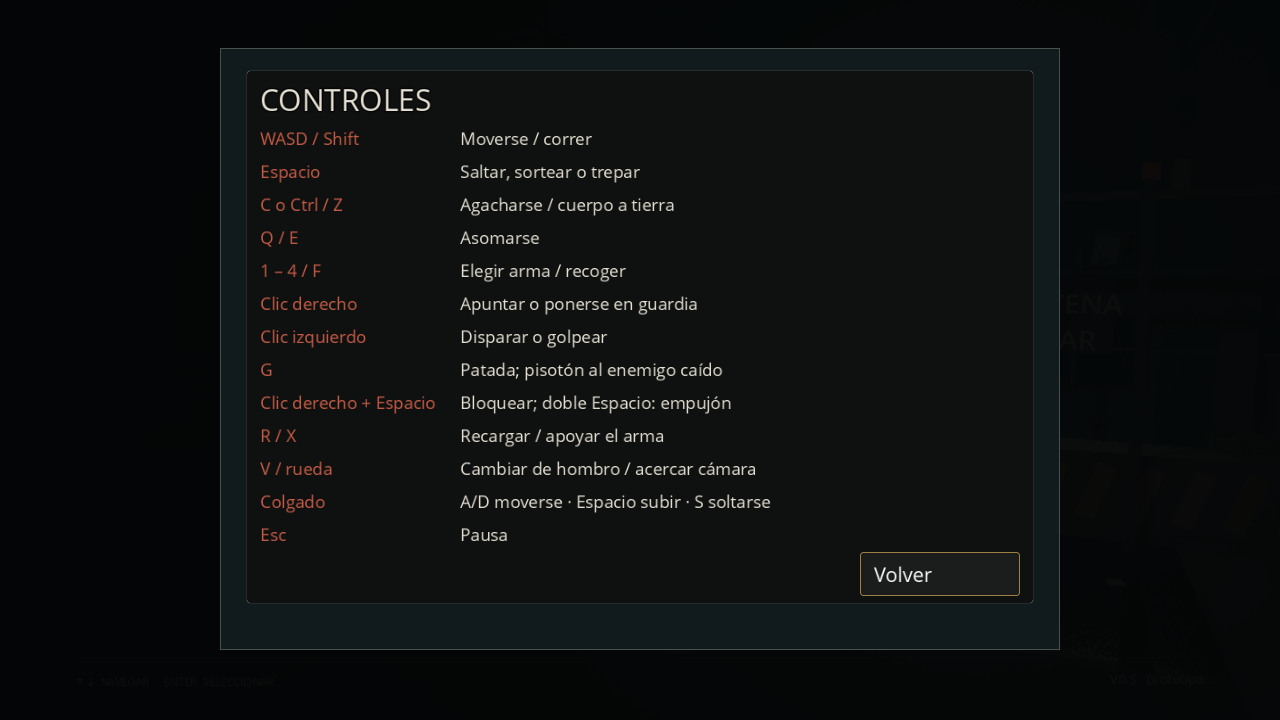 CONTROLES
WASD / Shift Moverse / correr
Espacio Saltar, sortear o trepar
C o Ctrl / Z Agacharse / cuerpo a tierra
Q / E Asomarse
1 – 4 / F Elegir arma / recoger
Clic derecho Apuntar o ponerse en guardia
Clic izquierdo Disparar o golpear
G Patada; pisotón al enemigo caído
Clic derecho + Espacio Bloquear; doble Espacio: empujón
R / X Recargar / apoyar el arma
V / rueda Cambiar de hombro / acercar cámara
Colgado A/D moverse · Espacio subir · S soltarse
Esc Pausa
Volver